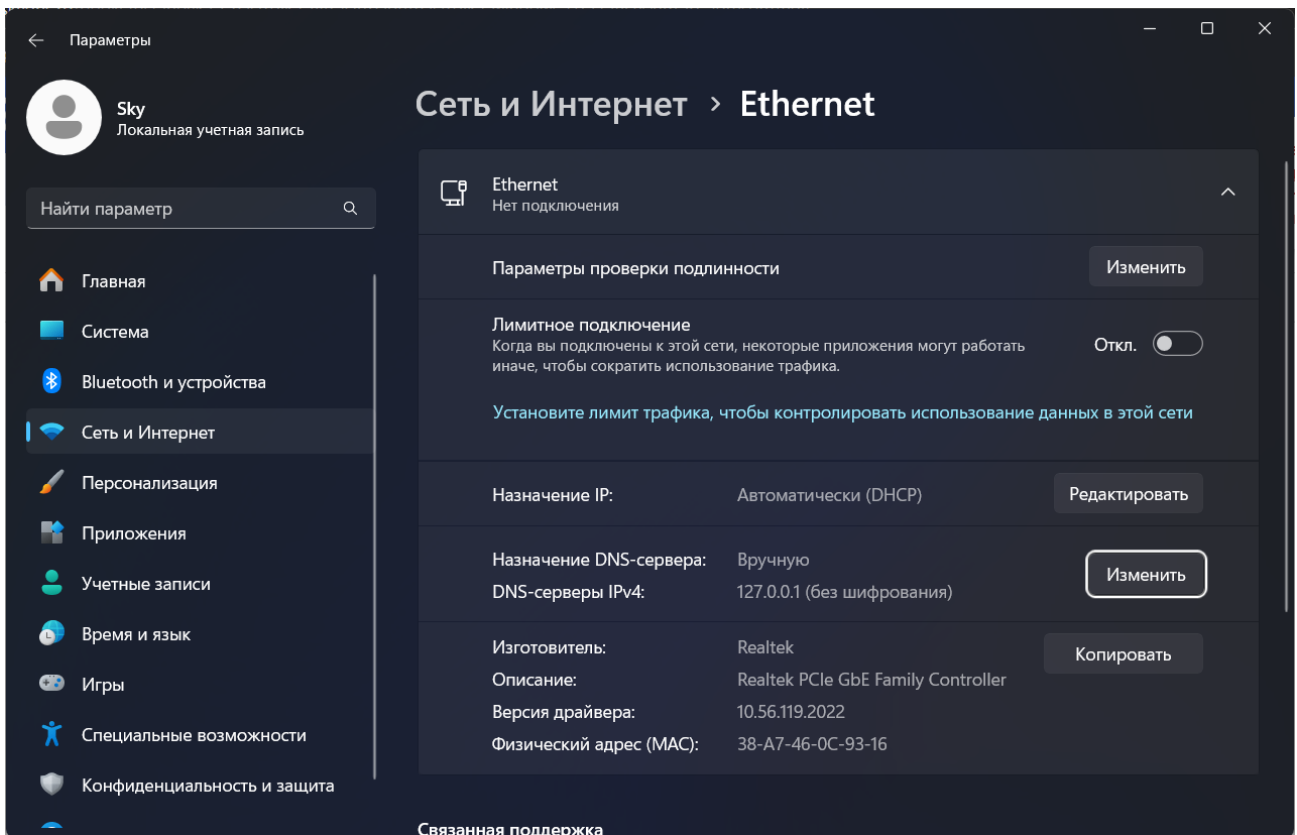 Параметры
Sky
Локальная учетная запись
Найти параметр
Главная
Система
Bluetooth и устройства
Сеть и Интернет
Персонализация
Приложения
Учетные записи
Время и язык
Игры
Специальные возможности
Конфиденциальность и защита
Сеть и Интернет > Ethernet
Ethernet
Нет подключения
Параметры проверки подлинности
Изменить
Лимитное подключение
Когда вы подключены к этой сети, некоторые приложения могут работать
иначе, чтобы сократить использование трафика.
Откл.
Установите лимит трафика, чтобы контролировать использование данных в этой сети
Назначение IP: Автоматически (DHCP) Редактировать
Назначение DNS-сервера: Вручную
DNS-серверы IPv4: 127.0.0.1 (без шифрования)
Изменить
Изготовитель: Realtek
Копировать
Описание: Realtek PCIe GbE Family Controller
Версия драйвера: 10.56.119.2022
Физический адрес (MAC): 38-A7-46-0C-93-16
Связанная поддержка